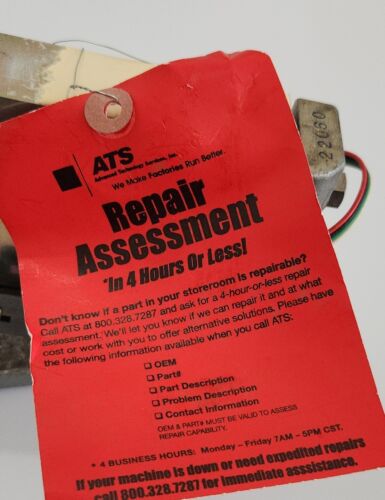 ATS
Advanced Technology Services, Inc.
We Make Factories Run Better.
22060
Repair
Assessment
*In 4 Hours Or Less!
Don't know if a part in your storeroom is repairable?
Call ATS at 800.328.7287 and ask for a 4-hour-or-less repair
assessment. We'll let you know if we can repair it and at what
cost or work with you to offer alternative solutions. Please have
the following information available when you call ATS:
❏ OEM
❏ Part#
❏ Part Description
❏ Problem Description
❏ Contact Information
OEM & PART# MUST BE VALID TO ASSESS
REPAIR CAPABILITY.
* 4 BUSINESS HOURS: Monday – Friday 7AM – 5PM CST.
If your machine is down or need expedited repairs
call 800.328.7287 for immediate asssistance.